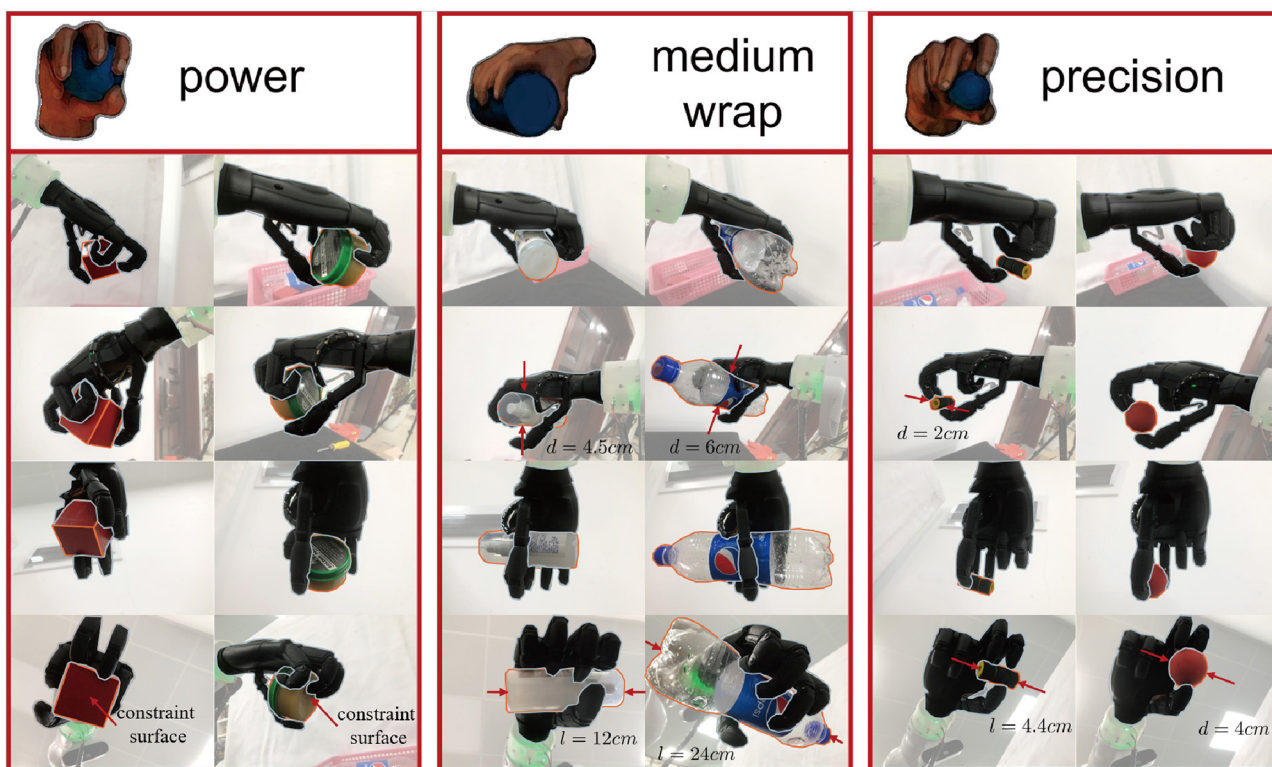 power
medium
wrap
precision
d = 4.5cm
d = 6cm
d = 2cm
constraint
surface
constraint
surface
l = 12cm
l = 24cm
l = 4.4cm
d = 4cm